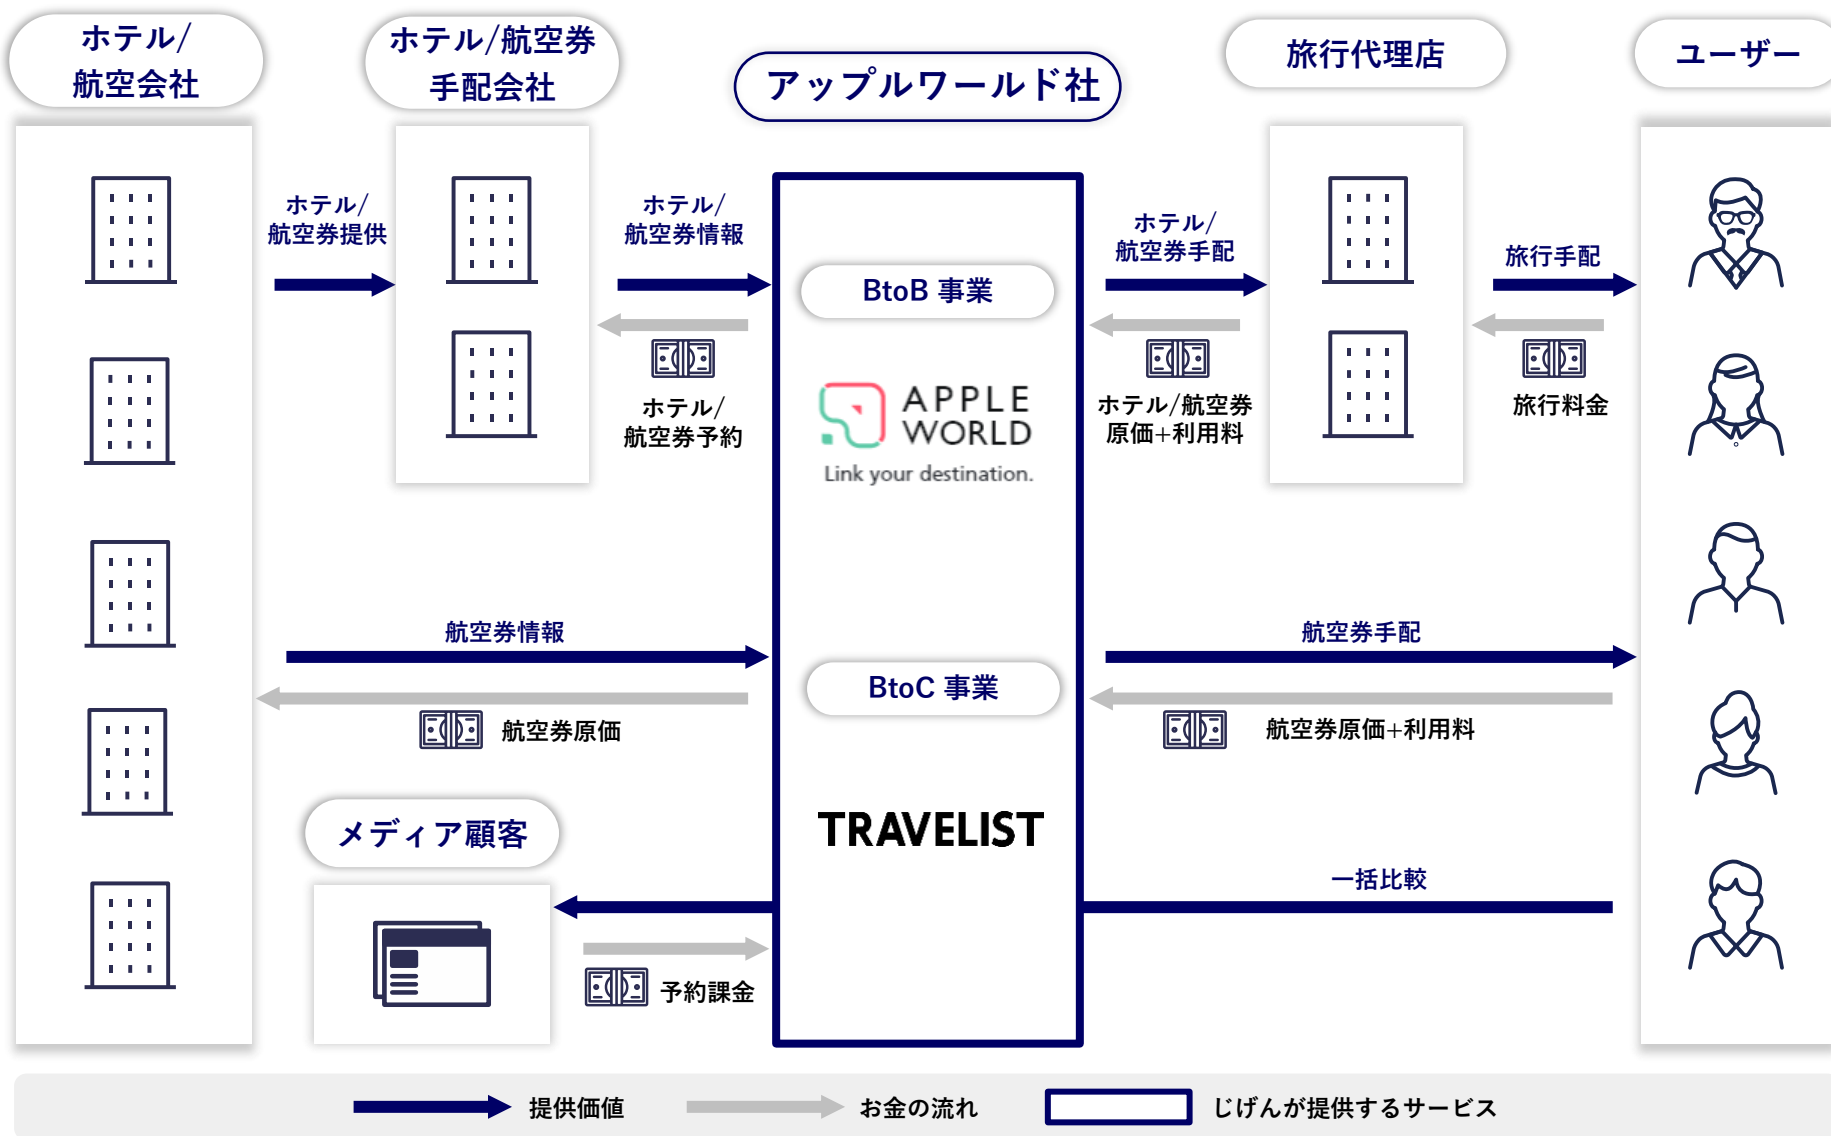 ホテル/
航空会社
ホテル/航空券
手配会社
アップルワールド社
旅行代理店
ユーザー
ホテル/
航空券提供
ホテル/
航空券情報
ホテル/
航空券手配
旅行手配
BtoB 事業
ホテル/
航空券予約
APPLE
WORLD
Link your destination.
ホテル/航空券
原価+利用料
旅行料金
航空券情報
航空券手配
BtoC 事業
航空券原価
航空券原価+利用料
メディア顧客
TRAVELIST
一括比較
予約課金
提供価値
お金の流れ
じげんが提供するサービス